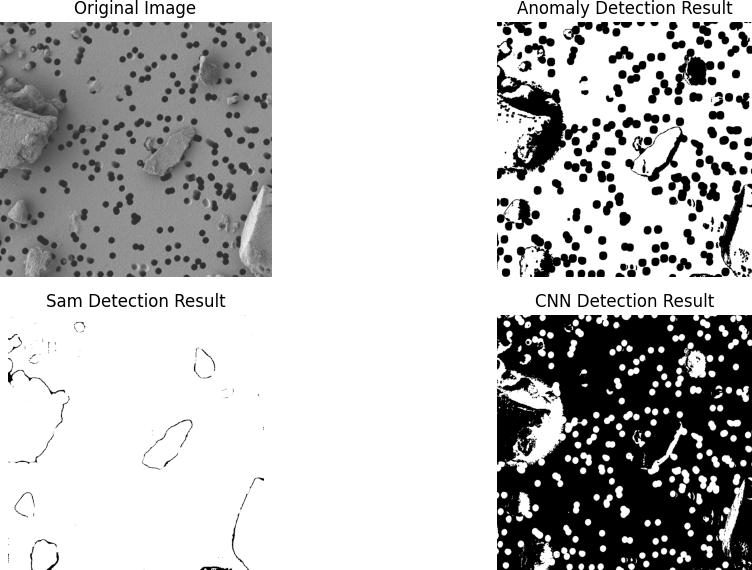 Original Image
Anomaly Detection Result
Sam Detection Result
CNN Detection Result